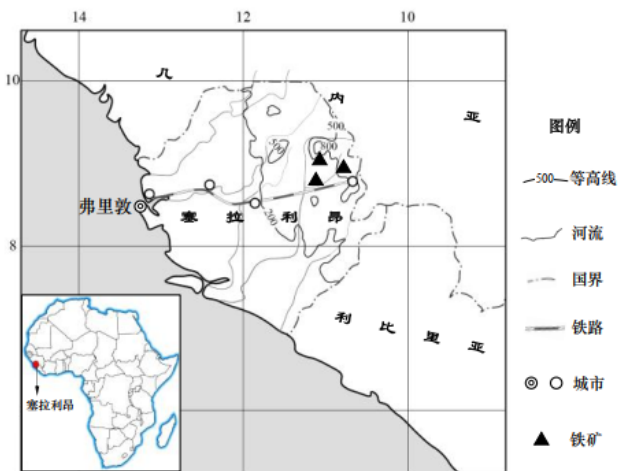 14 12 10
10
几
内
亚
500
500
800
图例
500 等高线
弗里敦
塞 拉 利 昂
200
河流
8
国界
利 比 里 亚
铁路
塞拉利昂
城市
铁矿